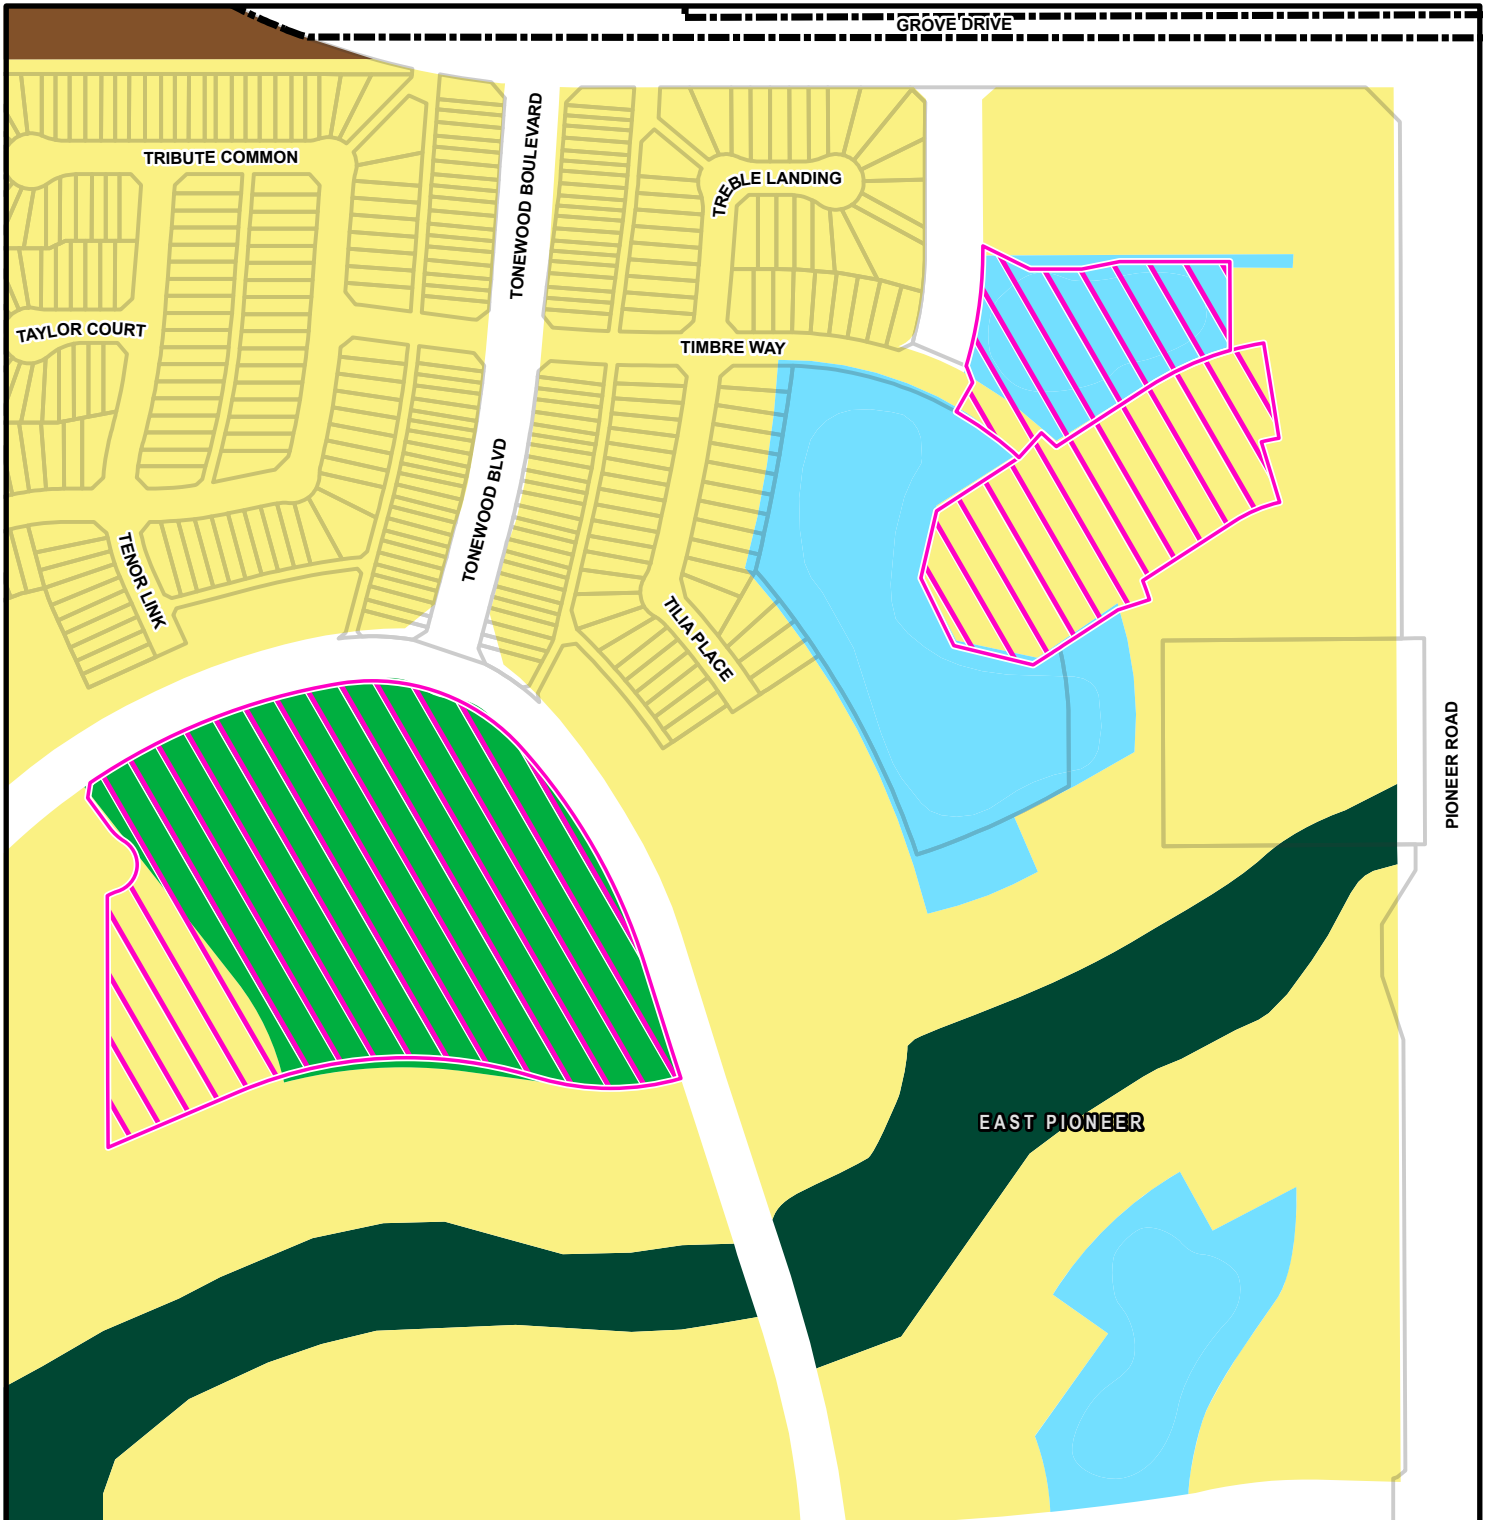 GROVE DRIVE
TONEWOOD BOULEVARD
TRIBUTE COMMON
TREBLE LANDING
TAYLOR COURT
TIMBRE WAY
TONEWOOD BLVD
TENOR LINK
TILIA PLACE
PIONEER ROAD
EAST PIONEER